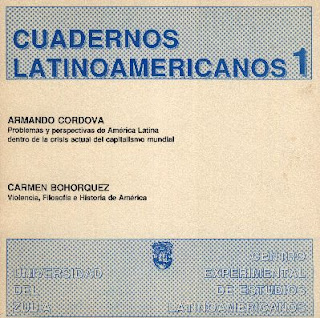 CUADERNOS
LATINOAMERICANOS 1
ARMANDO CORDOVA
Problemas y perspectivas de América Latina
dentro de la crisis actual del capitalismo mundial
CARMEN BOHORQUEZ
Violencia, Filosofía e Historia de América
UNIVERSIDAD
DEL
ZULIA
CENTRO
EXPERIMENTAL
DE ESTUDIOS
LATINOAMERICANOS